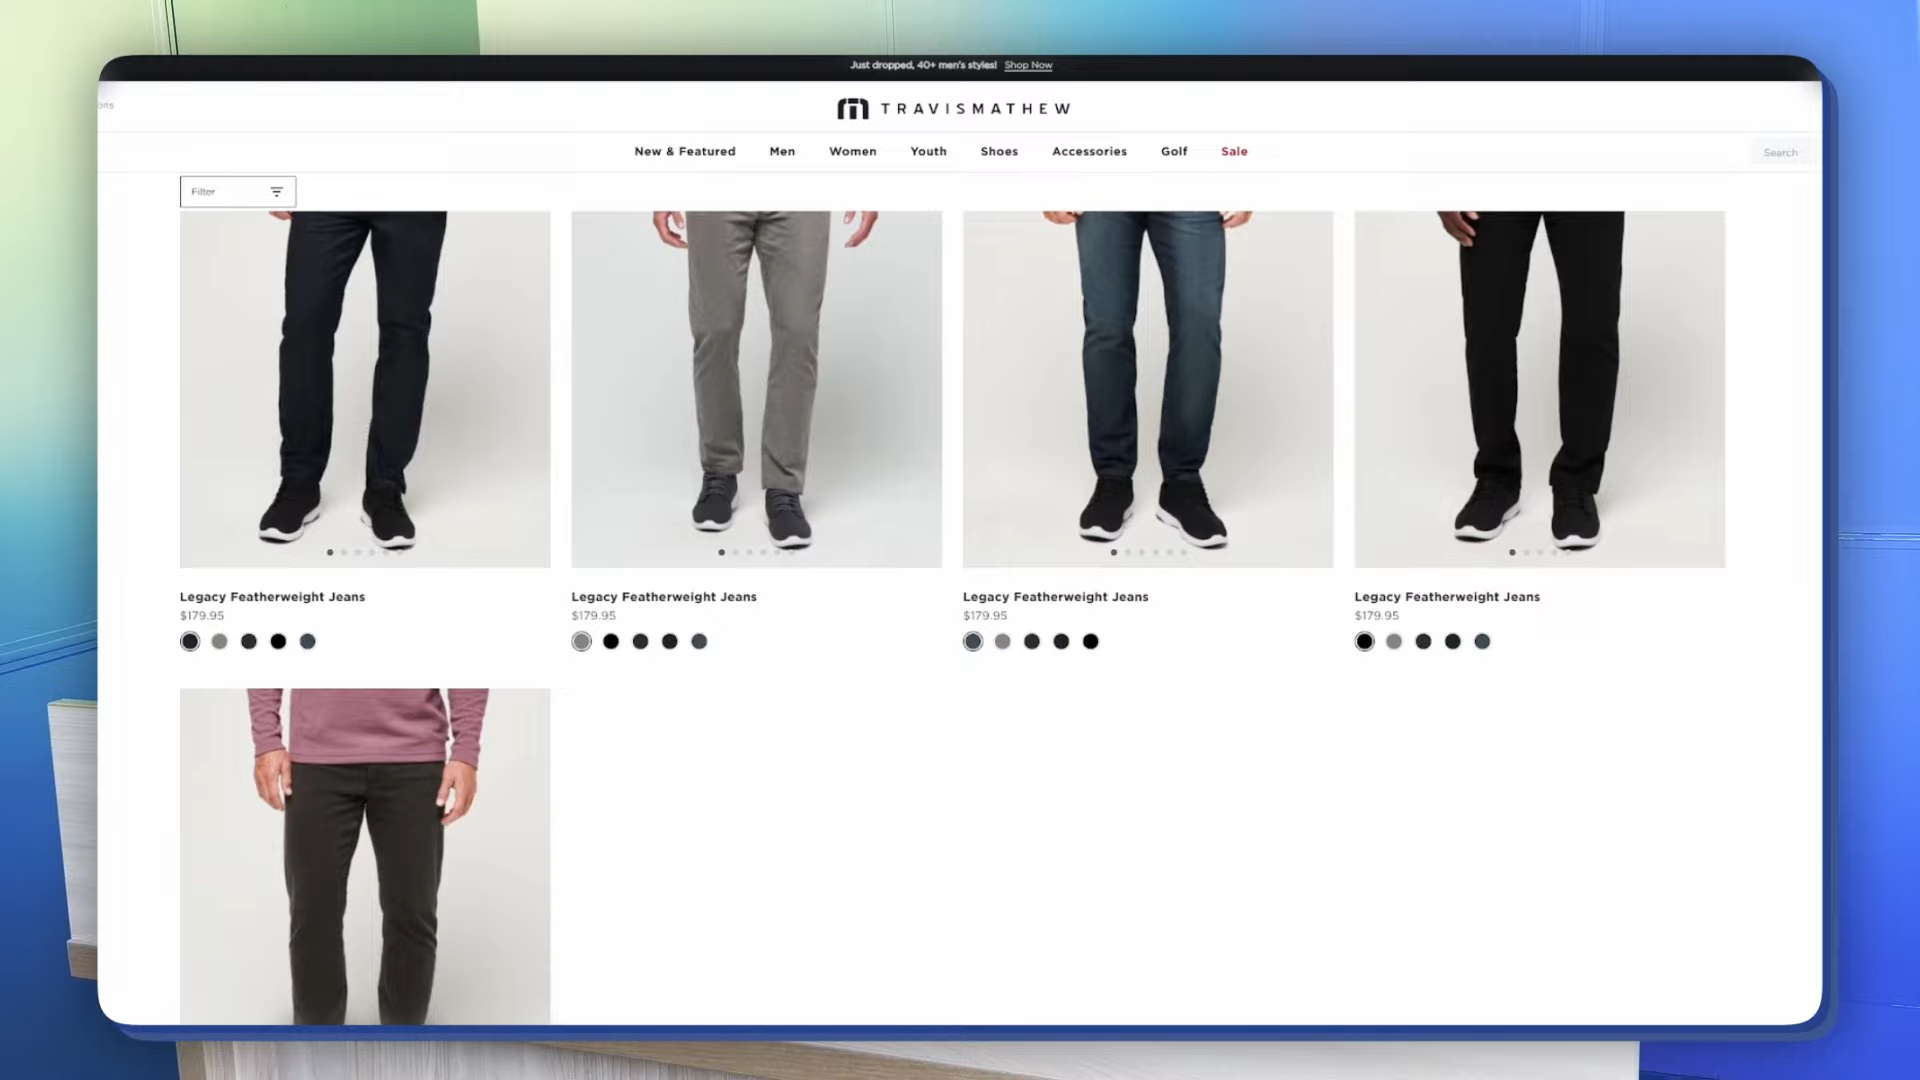 Just dropped, 40+ men's styles! Shop Now
ons
TRAVISMATHEW
New & Featured Men Women Youth Shoes Accessories Golf Sale
Search
Filter
Legacy Featherweight Jeans
$179.95
Legacy Featherweight Jeans
$179.95
Legacy Featherweight Jeans
$179.95
Legacy Featherweight Jeans
$179.95